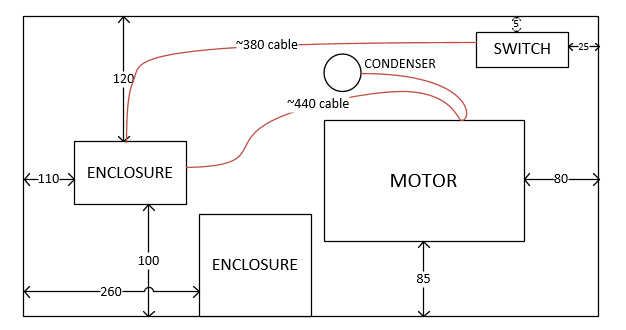 5
SWITCH
25
~380 cable
CONDENSER
120
~440 cable
ENCLOSURE
MOTOR
110
80
100
ENCLOSURE
85
260